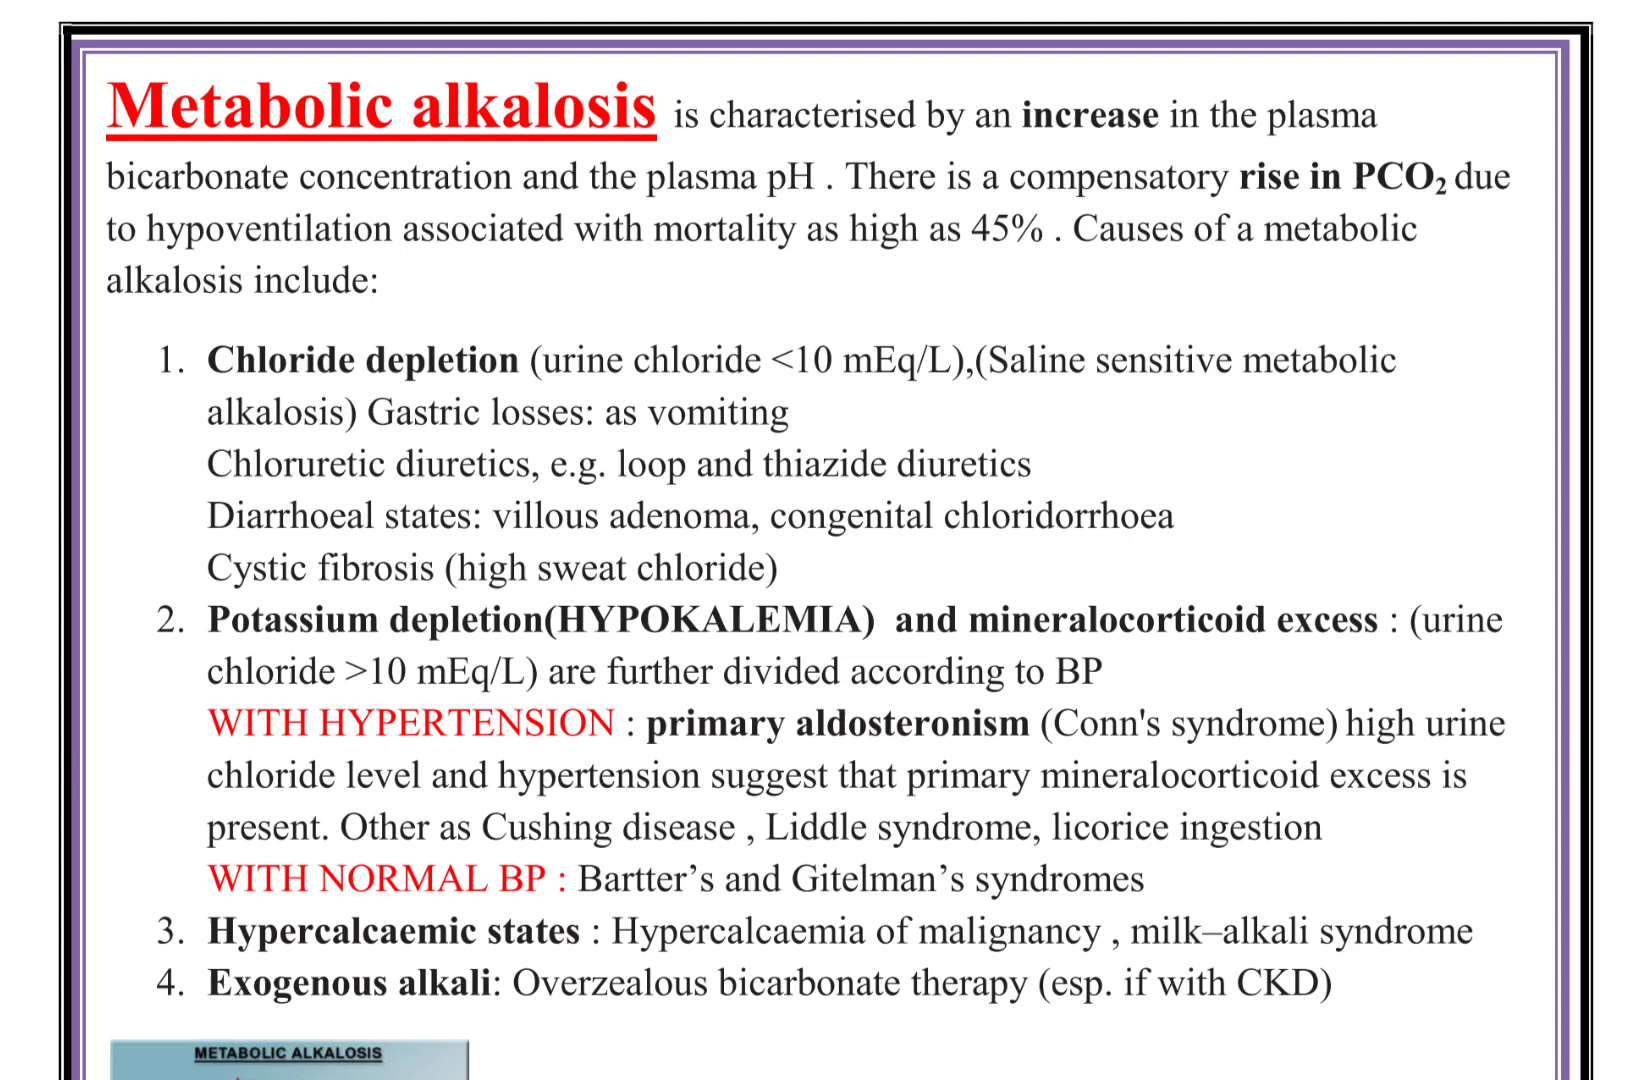 Metabolic alkalosis is characterised by an increase in the plasma
bicarbonate concentration and the plasma pH . There is a compensatory rise in PCO₂ due
to hypoventilation associated with mortality as high as 45% . Causes of a metabolic
alkalosis include:
1. Chloride depletion (urine chloride <10 mEq/L),(Saline sensitive metabolic
alkalosis) Gastric losses: as vomiting
Chloruretic diuretics, e.g. loop and thiazide diuretics
Diarrhoeal states: villous adenoma, congenital chloridorrhoea
Cystic fibrosis (high sweat chloride)
2. Potassium depletion(HYPOKALEMIA) and mineralocorticoid excess : (urine
chloride >10 mEq/L) are further divided according to BP
WITH HYPERTENSION : primary aldosteronism (Conn's syndrome) high urine
chloride level and hypertension suggest that primary mineralocorticoid excess is
present. Other as Cushing disease , Liddle syndrome, licorice ingestion
WITH NORMAL BP : Bartter’s and Gitelman’s syndromes
3. Hypercalcaemic states : Hypercalcaemia of malignancy , milk–alkali syndrome
4. Exogenous alkali: Overzealous bicarbonate therapy (esp. if with CKD)
METABOLIC ALKALOSIS